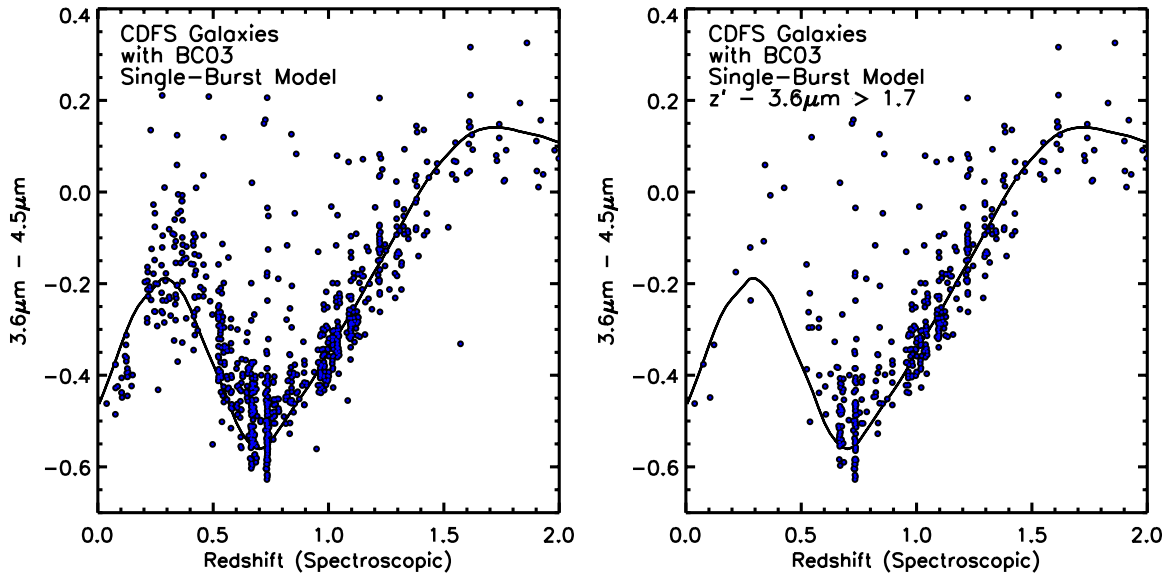 CDFS Galaxies
with BC03
Single-Burst Model
3.6μm - 4.5μm
0.4
0.2
0.0
-0.2
-0.4
-0.6
0.0 0.5 1.0 1.5 2.0
Redshift (Spectroscopic)
CDFS Galaxies
with BC03
Single-Burst Model
z' - 3.6μm > 1.7
3.6μm - 4.5μm
0.4
0.2
0.0
-0.2
-0.4
-0.6
0.0 0.5 1.0 1.5 2.0
Redshift (Spectroscopic)